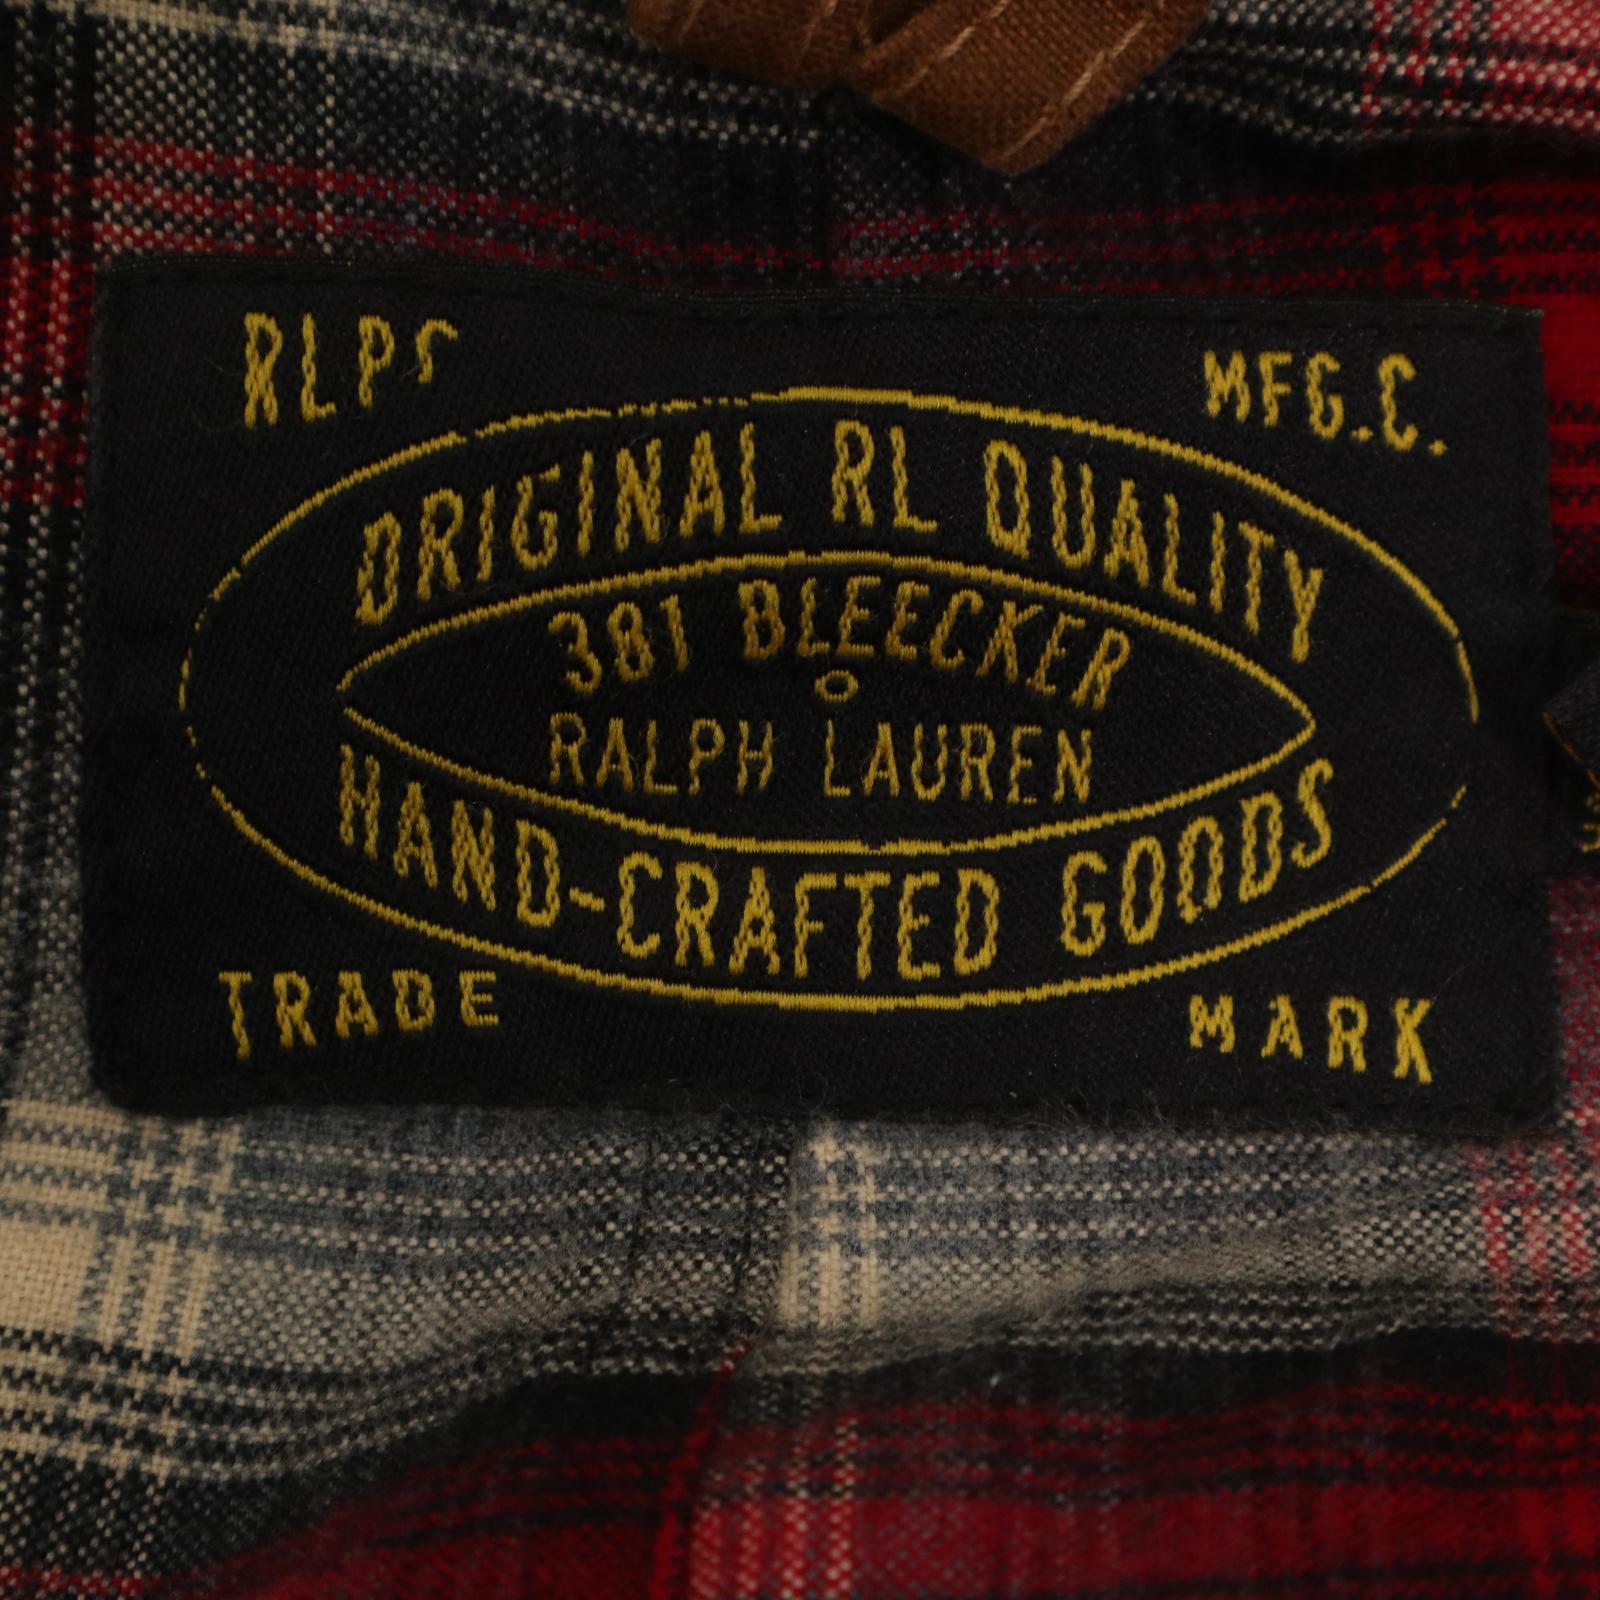 RLPS MFG.C.
ORIGINAL RL QUALITY
381 BLEECKER
RALPH LAUREN
HAND-CRAFTED GOODS
TRADE MARK